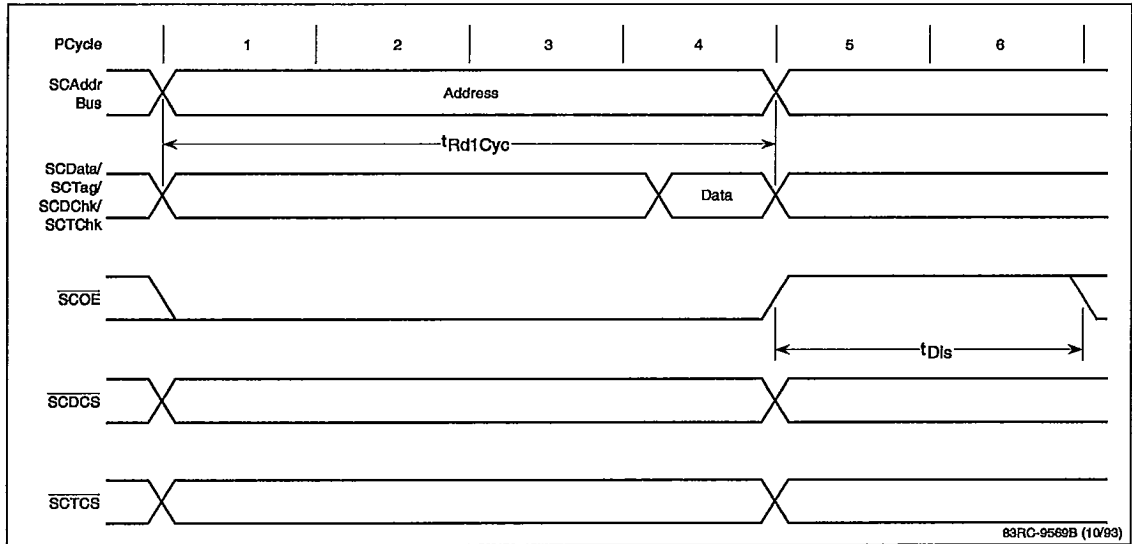 PCycle 1 2 3 4 5 6
SCAddr
Bus
Address
tRd1Cyc
SCData/
SCTag/
SCDChk/
SCTChk
Data
SCOE
tDis
SCDCS
SCTCS
83RC-9569B (10/93)